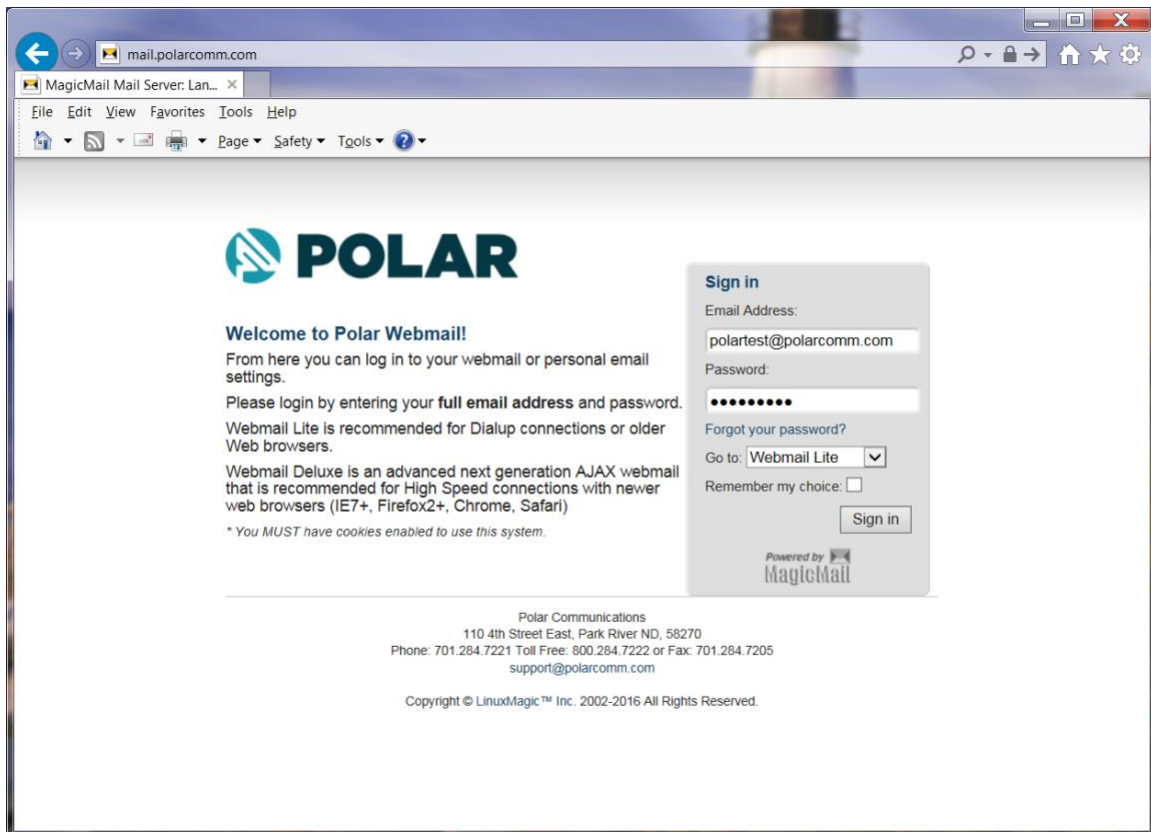 mail.polarcomm.com
MagicMail Mail Server: Lan...
File Edit View Favorites Tools Help
Page Safety Tools
POLAR
Welcome to Polar Webmail!
From here you can log in to your webmail or personal email
settings.
Please login by entering your full email address and password.
Webmail Lite is recommended for Dialup connections or older
Web browsers.
Webmail Deluxe is an advanced next generation AJAX webmail
that is recommended for High Speed connections with newer
web browsers (IE7+, Firefox2+, Chrome, Safari)
* You MUST have cookies enabled to use this system.
Sign in
Email Address:
polartest@polarcomm.com
Password:
•••••••••
Forgot your password?
Go to: Webmail Lite
Remember my choice:
Sign in
Powered by
MagicMail
Polar Communications
110 4th Street East, Park River ND, 58270
Phone: 701.284.7221 Toll Free: 800.284.7222 or Fax: 701.284.7205
support@polarcomm.com
Copyright © LinuxMagic™ Inc. 2002-2016 All Rights Reserved.